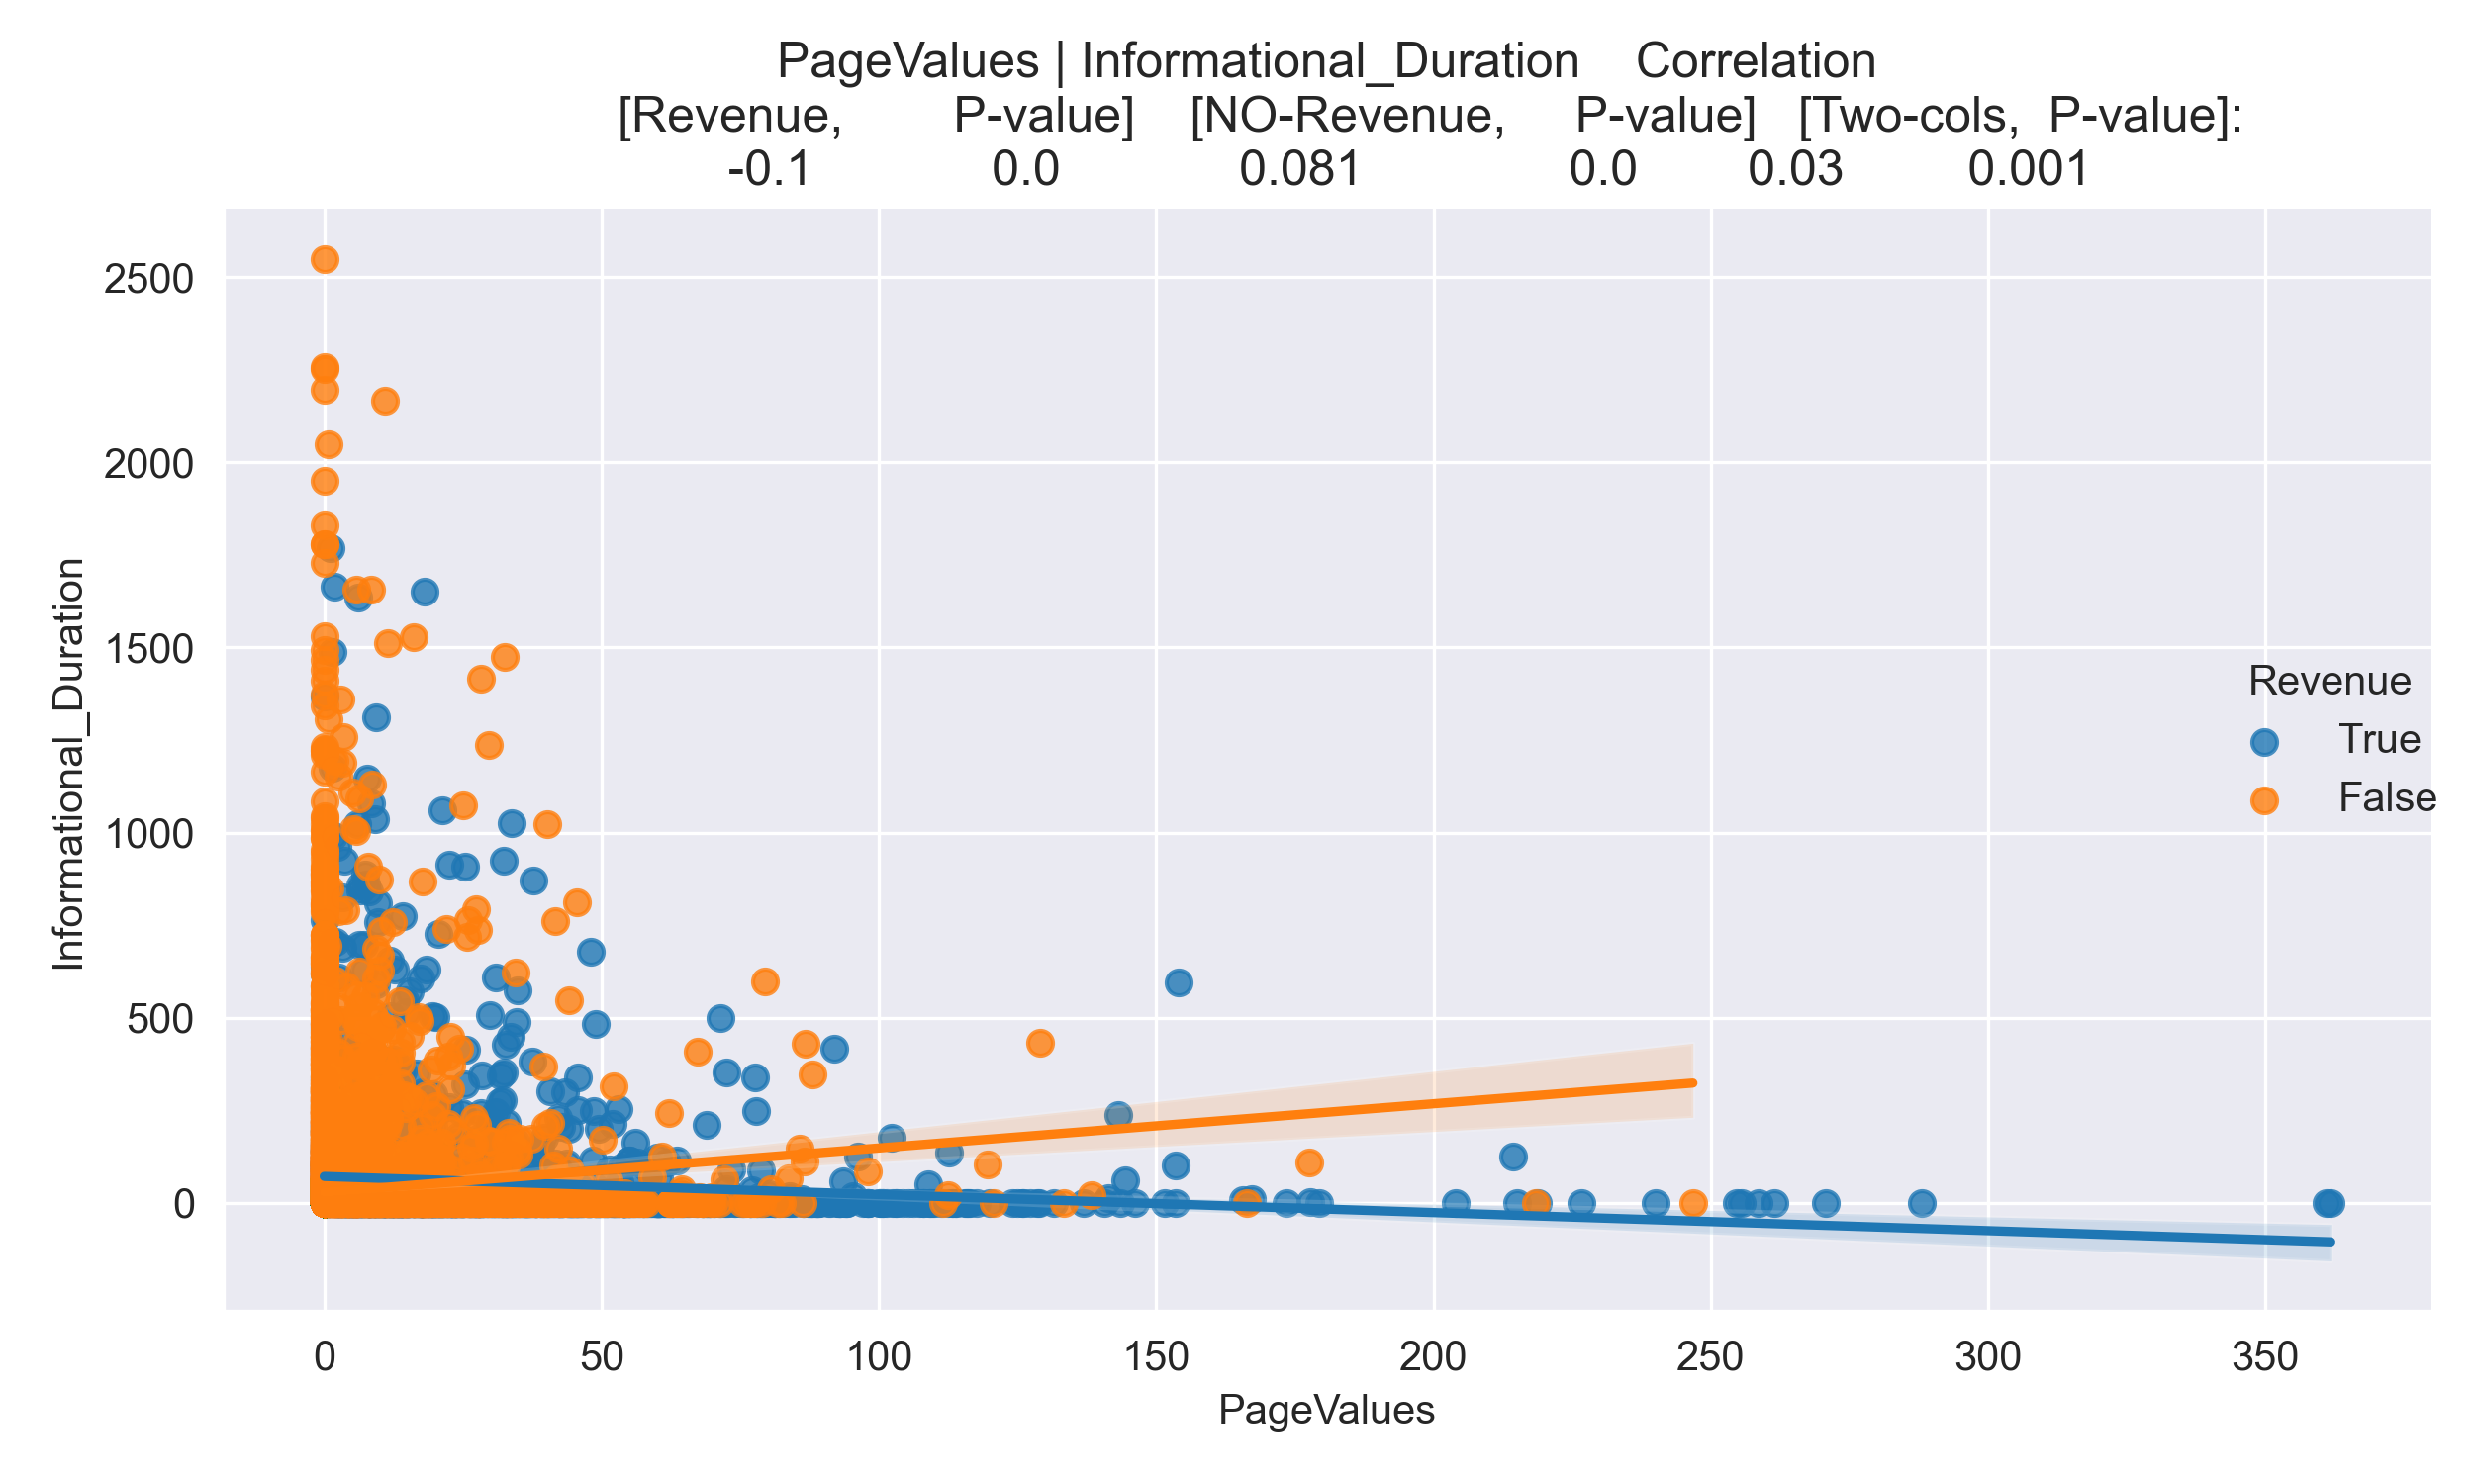 PageValues | Informational_Duration    Correlation
[Revenue,        P-value]    [NO-Revenue,     P-value]   [Two-cols,  P-value]:
-0.1             0.0             0.081               0.0        0.03         0.001
2500
2000
1500
1000
500
0
Informational_Duration
Revenue
True
False
0 50 100 150 200 250 300 350
PageValues